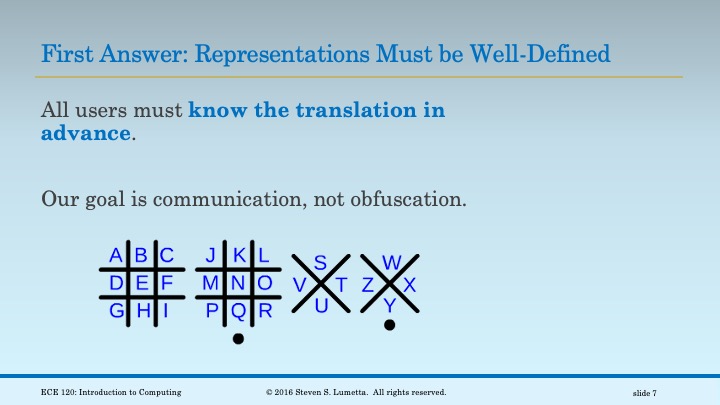 First Answer: Representations Must be Well-Defined
All users must know the translation in
advance.
Our goal is communication, not obfuscation.
A B C J K L S W
D E F M N O V T Z X
G H I P Q R U Y
ECE 120: Introduction to Computing © 2016 Steven S. Lumetta. All rights reserved. slide 7